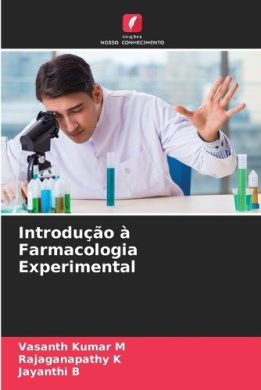 edições
NOSSO CONHECIMENTO
Introdução à
Farmacologia
Experimental
Vasanth Kumar M
Rajaganapathy K
Jayanthi B